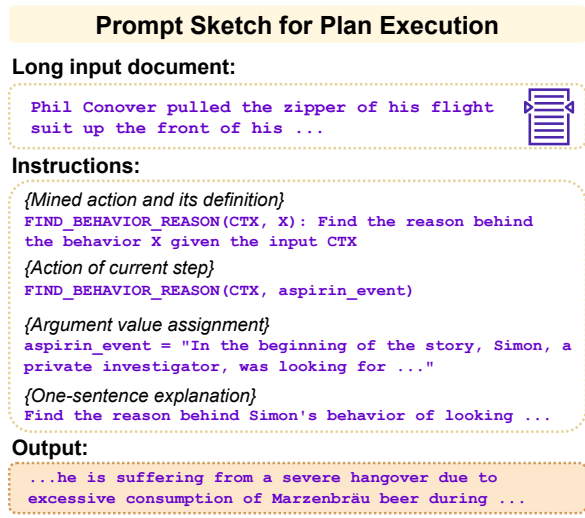 Prompt Sketch for Plan Execution
Long input document:
Phil Conover pulled the zipper of his flight
suit up the front of his ...
Instructions:
{Mined action and its definition}
FIND_BEHAVIOR_REASON(CTX, X): Find the reason behind
the behavior X given the input CTX
{Action of current step}
FIND_BEHAVIOR_REASON(CTX, aspirin_event)
{Argument value assignment}
aspirin_event = "In the beginning of the story, Simon, a
private investigator, was looking for ..."
{One-sentence explanation}
Find the reason behind Simon's behavior of looking ...
Output:
...he is suffering from a severe hangover due to
excessive consumption of Marzenbräu beer during ...